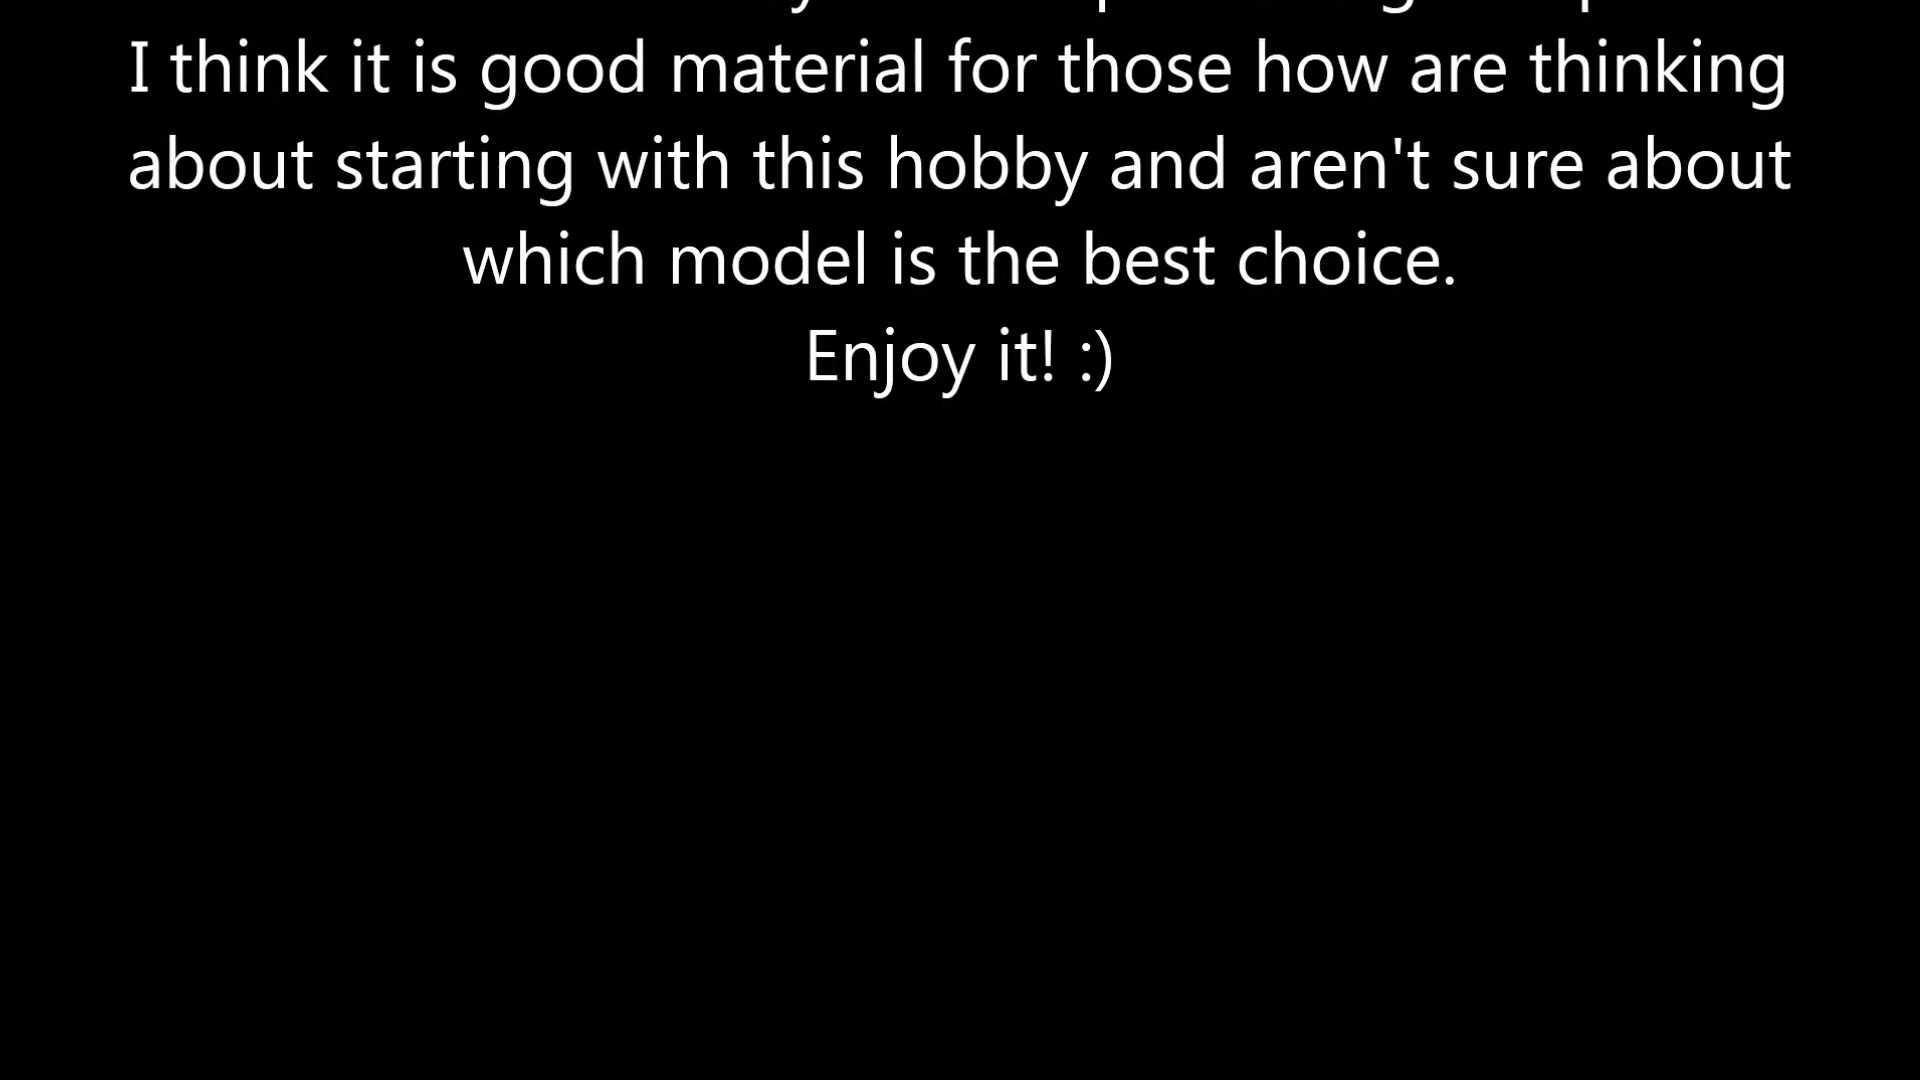 I think it is good material for those how are thinking
about starting with this hobby and aren't sure about
which model is the best choice.
Enjoy it! :)